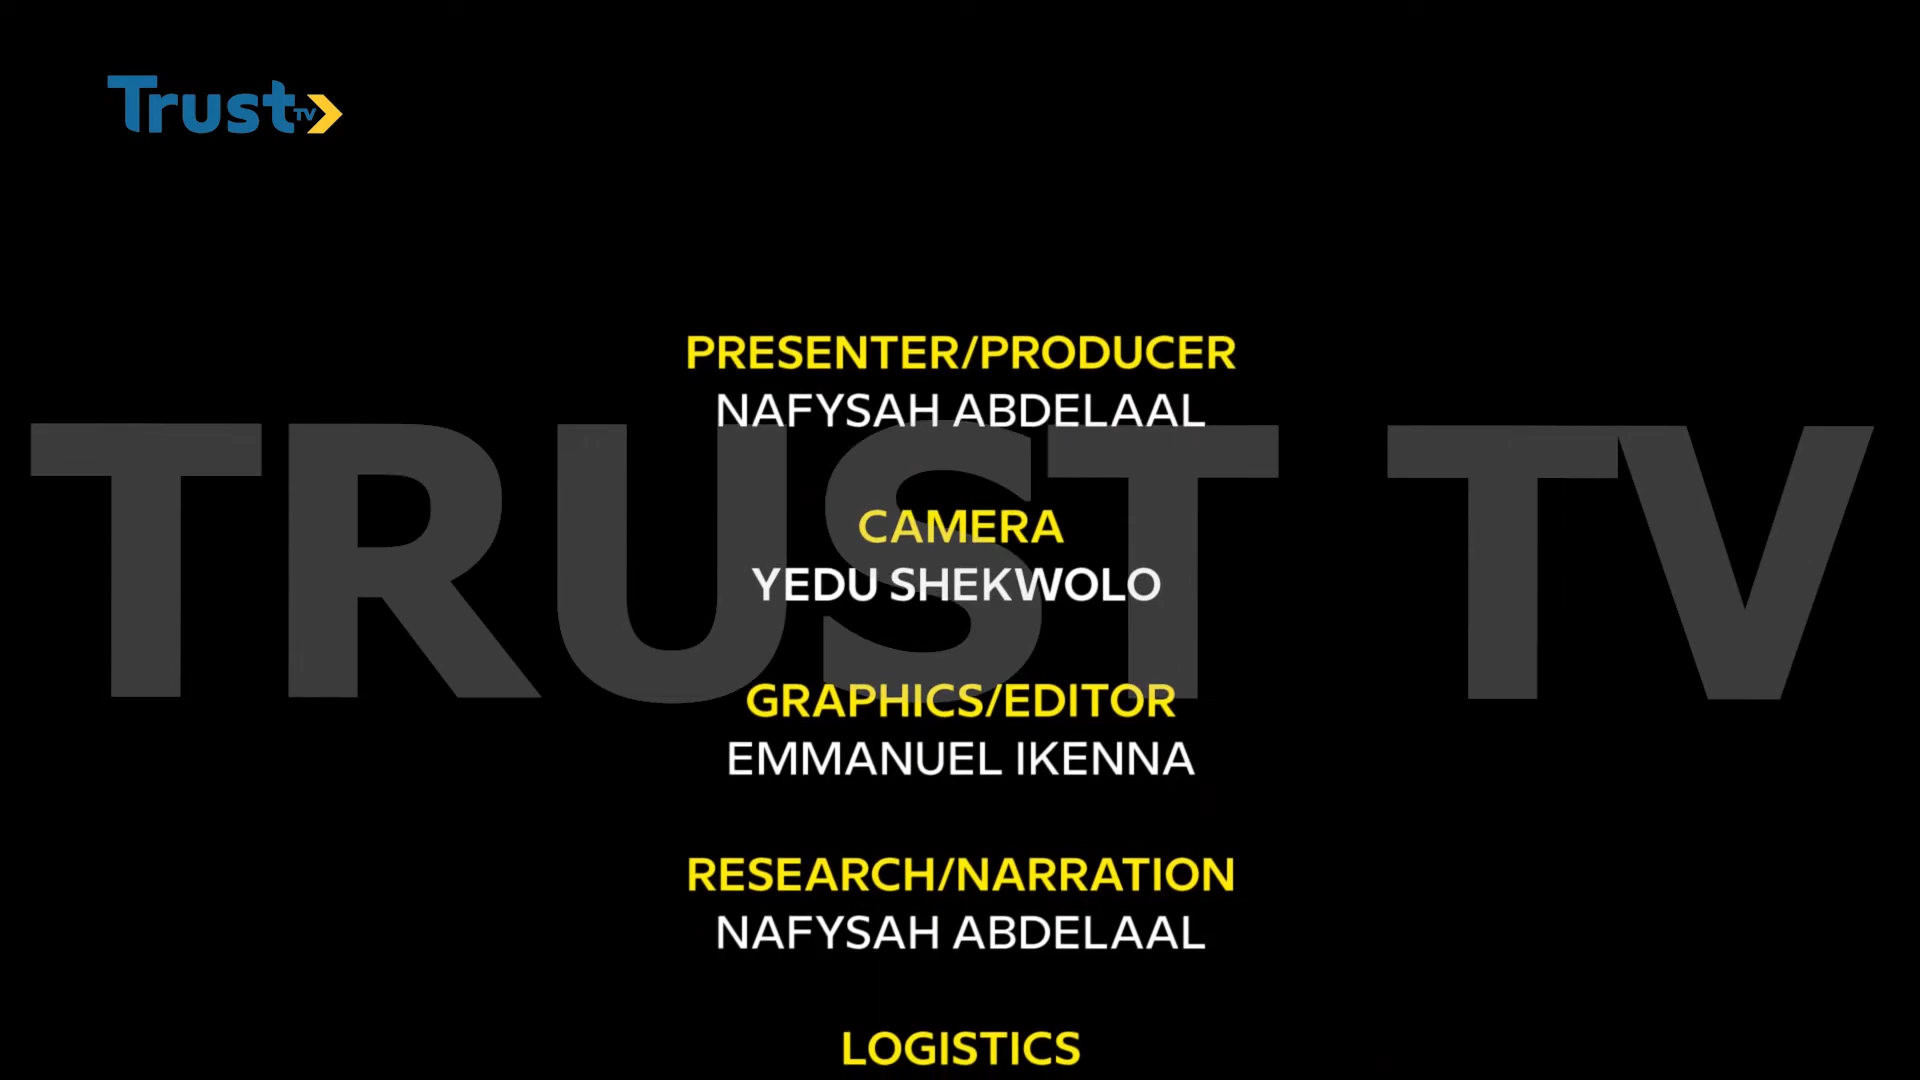 Trust TV
PRESENTER/PRODUCER
NAFYSAH ABDELAAL
TRUST TV
CAMERA
YEDU SHEKWOLO
GRAPHICS/EDITOR
EMMANUEL IKENNA
RESEARCH/NARRATION
NAFYSAH ABDELAAL
LOGISTICS